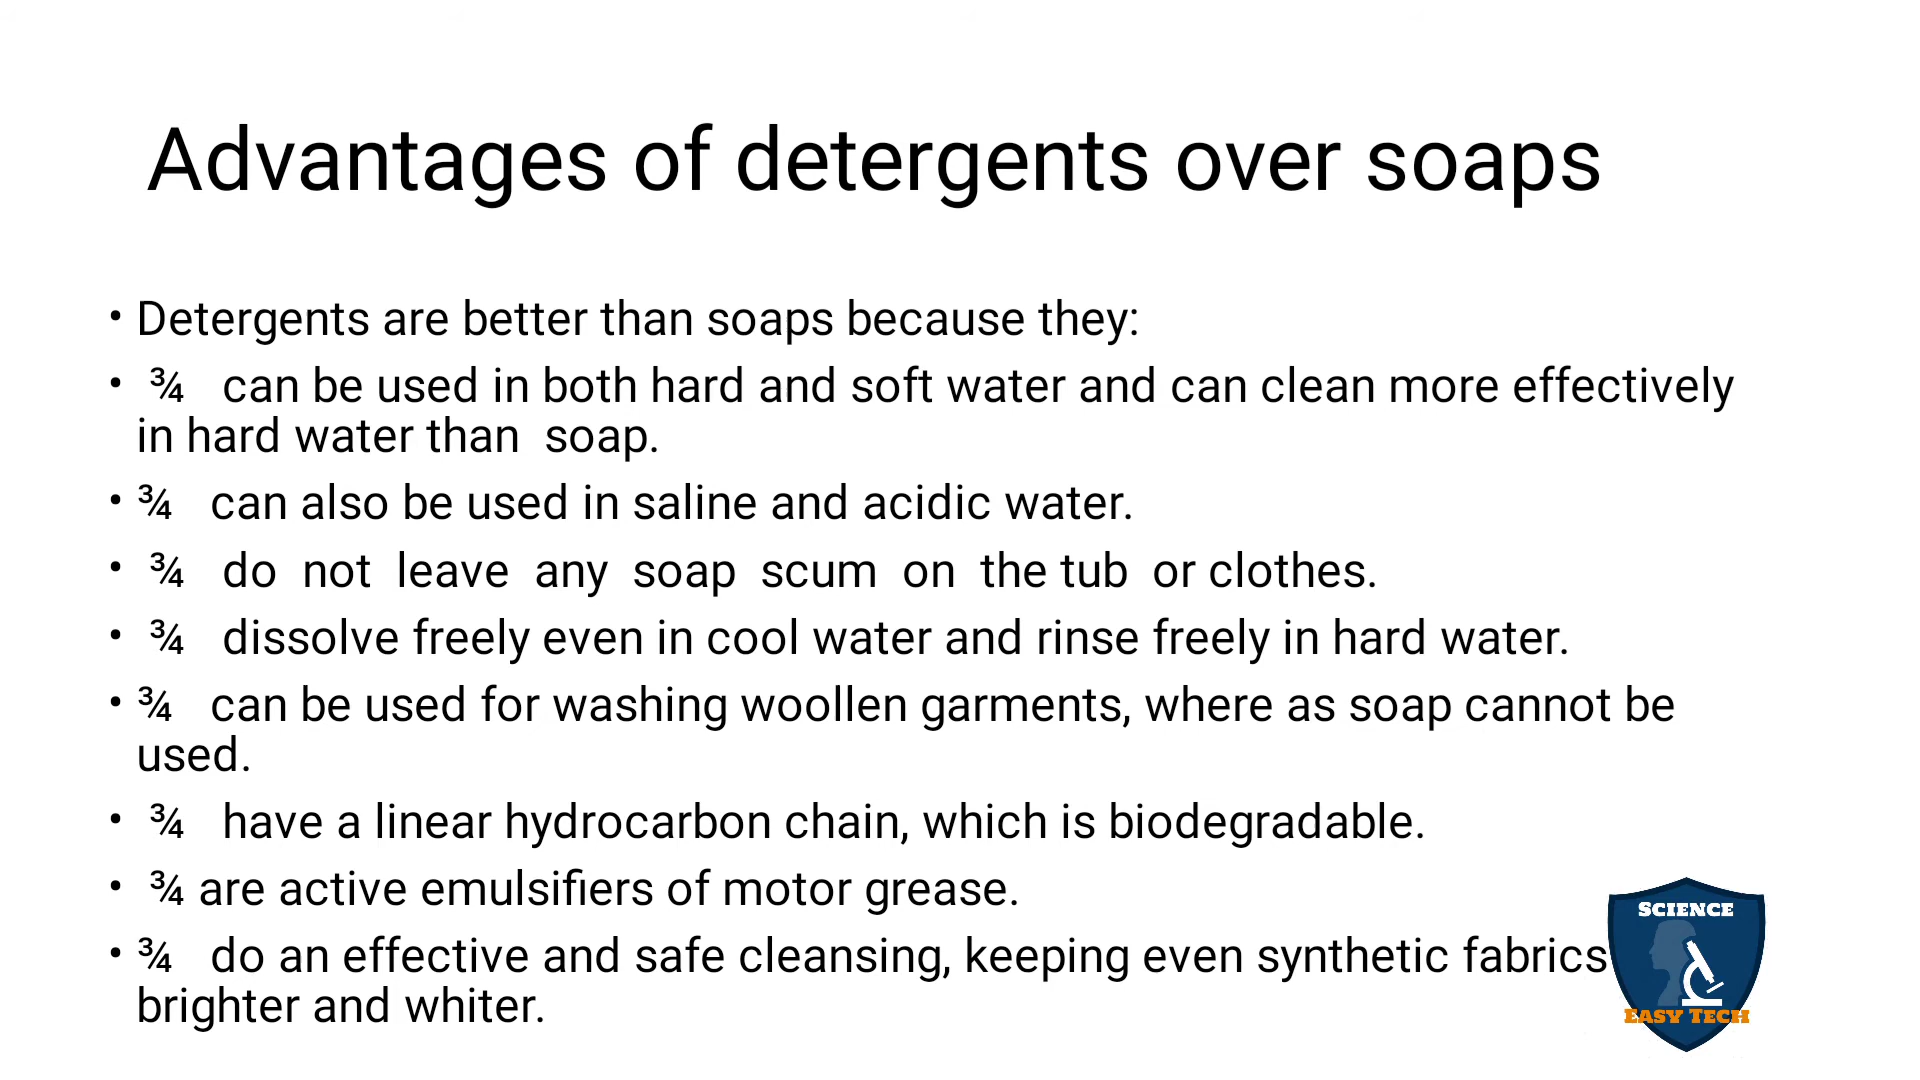 Advantages of detergents over soaps
• Detergents are better than soaps because they:
• ¾ can be used in both hard and soft water and can clean more effectively
in hard water than soap.
• ¾ can also be used in saline and acidic water.
• ¾ do not leave any soap scum on the tub or clothes.
• ¾ dissolve freely even in cool water and rinse freely in hard water.
• ¾ can be used for washing woollen garments, where as soap cannot be
used.
• ¾ have a linear hydrocarbon chain, which is biodegradable.
• ¾ are active emulsifiers of motor grease.
• ¾ do an effective and safe cleansing, keeping even synthetic fabrics
brighter and whiter.
SCIENCE
EASY TECH